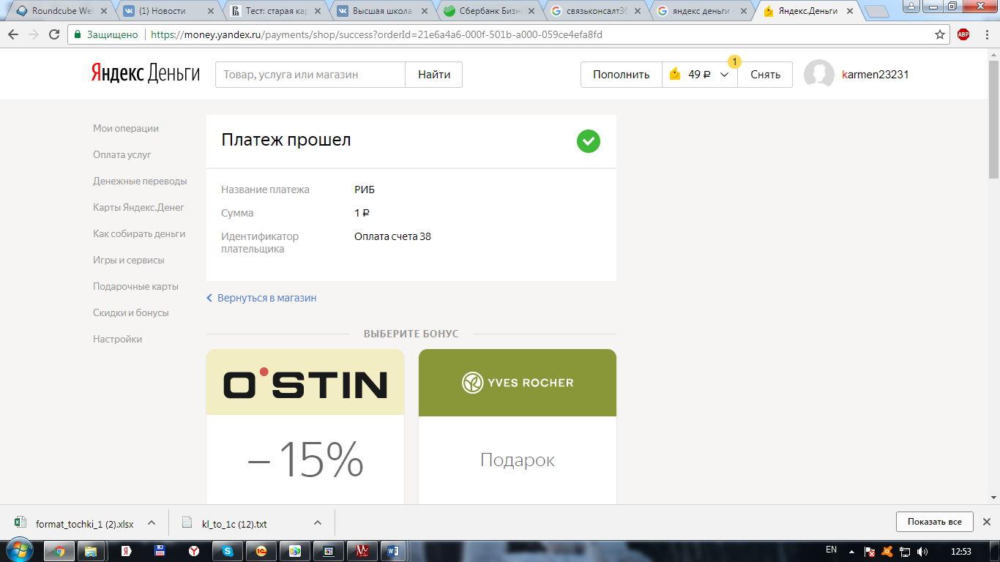 Roundcube Web
(1) Новости
Тест: старая кар
Высшая школа
Сбербанк Бизн
связьконсалт36
яндекс деньги
Яндекс.Деньги
Защищено
https://money.yandex.ru/payments/shop/success?orderId=21e6a4a6-000f-501b-a000-059ce4efa8fd
ABP
Яндекс Деньги
Товар, услуга или магазин
Найти
Пополнить
49 ₽
1
Снять
karmen23231
Мои операции
Оплата услуг
Денежные переводы
Карты Яндекс.Денег
Как собирать деньги
Игры и сервисы
Подарочные карты
Скидки и бонусы
Настройки
Платеж прошел
Название платежа РИБ
Сумма 1 ₽
Идентификатор Оплата счета 38
плательщика
Вернуться в магазин
ВЫБЕРИТЕ БОНУС
O'STIN
– 15%
YVES ROCHER
Подарок
format_tochki_1 (2).xlsx
kl_to_1c (12).txt
Показать все
EN
12:53